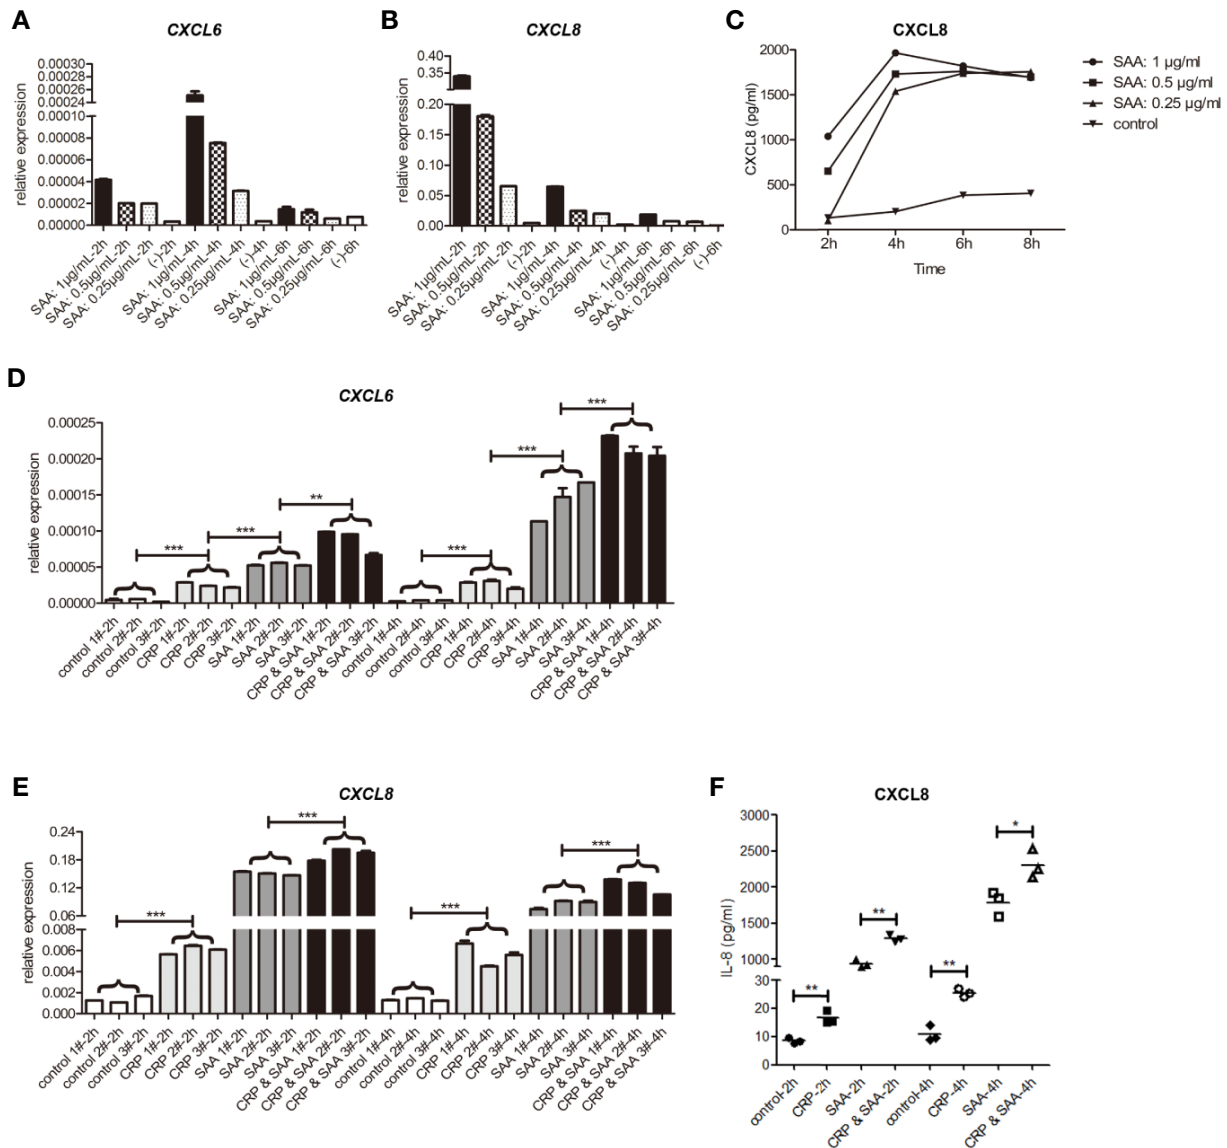 A
CXCL6
relative expression
0.00030
0.00028
0.00026
0.00024
0.00010
0.00008
0.00006
0.00004
0.00002
0.00000
SAA: 1µg/mL-2h
SAA: 0.5µg/mL-2h
SAA: 0.25µg/mL-2h
(-)-2h
SAA: 1µg/mL-4h
SAA: 0.5µg/mL-4h
SAA: 0.25µg/mL-4h
(-)-4h
SAA: 1µg/mL-6h
SAA: 0.5µg/mL-6h
SAA: 0.25µg/mL-6h
(-)-6h
B
CXCL8
relative expression
0.40
0.35
0.20
0.15
0.10
0.05
0.00
SAA: 1µg/mL-2h
SAA: 0.5µg/mL-2h
SAA: 0.25µg/mL-2h
(-)-2h
SAA: 1µg/mL-4h
SAA: 0.5µg/mL-4h
SAA: 0.25µg/mL-4h
(-)-4h
SAA: 1µg/mL-6h
SAA: 0.5µg/mL-6h
SAA: 0.25µg/mL-6h
(-)-6h
C
CXCL8
CXCL8 (pg/ml)
2000
1500
1000
500
0
2h
4h
6h
8h
Time
SAA: 1 µg/ml
SAA: 0.5 µg/ml
SAA: 0.25 µg/ml
control
D
CXCL6
relative expression
0.00025
0.00020
0.00015
0.00010
0.00005
0.00000
***
***
**
***
***
***
control 1#-2h
control 2#-2h
control 3#-2h
CRP 1#-2h
CRP 2#-2h
CRP 3#-2h
SAA 1#-2h
SAA 2#-2h
SAA 3#-2h
CRP & SAA 1#-2h
CRP & SAA 2#-2h
CRP & SAA 3#-2h
control 1#-4h
control 2#-4h
control 3#-4h
CRP 1#-4h
CRP 2#-4h
CRP 3#-4h
SAA 1#-4h
SAA 2#-4h
SAA 3#-4h
CRP & SAA 1#-4h
CRP & SAA 2#-4h
CRP & SAA 3#-4h
E
CXCL8
relative expression
0.24
0.18
0.12
0.06
0.008
0.006
0.004
0.002
0.000
***
***
***
***
control 1#-2h
control 2#-2h
control 3#-2h
CRP 1#-2h
CRP 2#-2h
CRP 3#-2h
SAA 1#-2h
SAA 2#-2h
SAA 3#-2h
CRP & SAA 1#-2h
CRP & SAA 2#-2h
CRP & SAA 3#-2h
control 1#-4h
control 2#-4h
control 3#-4h
CRP 1#-4h
CRP 2#-4h
CRP 3#-4h
SAA 1#-4h
SAA 2#-4h
SAA 3#-4h
CRP & SAA 1#-4h
CRP & SAA 2#-4h
CRP & SAA 3#-4h
F
CXCL8
IL-8 (pg/ml)
3000
2500
2000
1500
1000
30
20
10
0
**
**
**
*
control-2h
CRP-2h
SAA-2h
CRP & SAA-2h
control-4h
CRP-4h
SAA-4h
CRP & SAA-4h